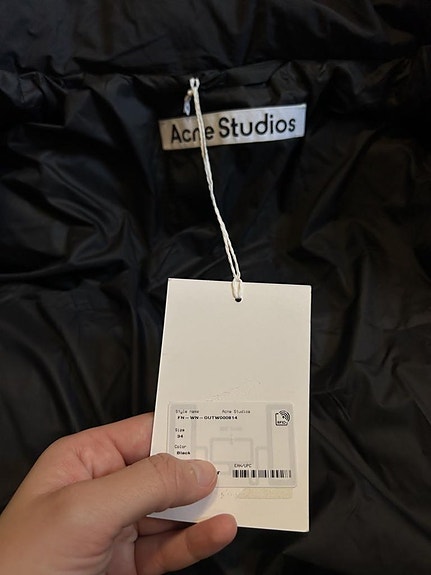 Acne Studios
Style name Acne Studios
FN-WN-OUTW000814
Size
34
Color
Black
EAN/UPC